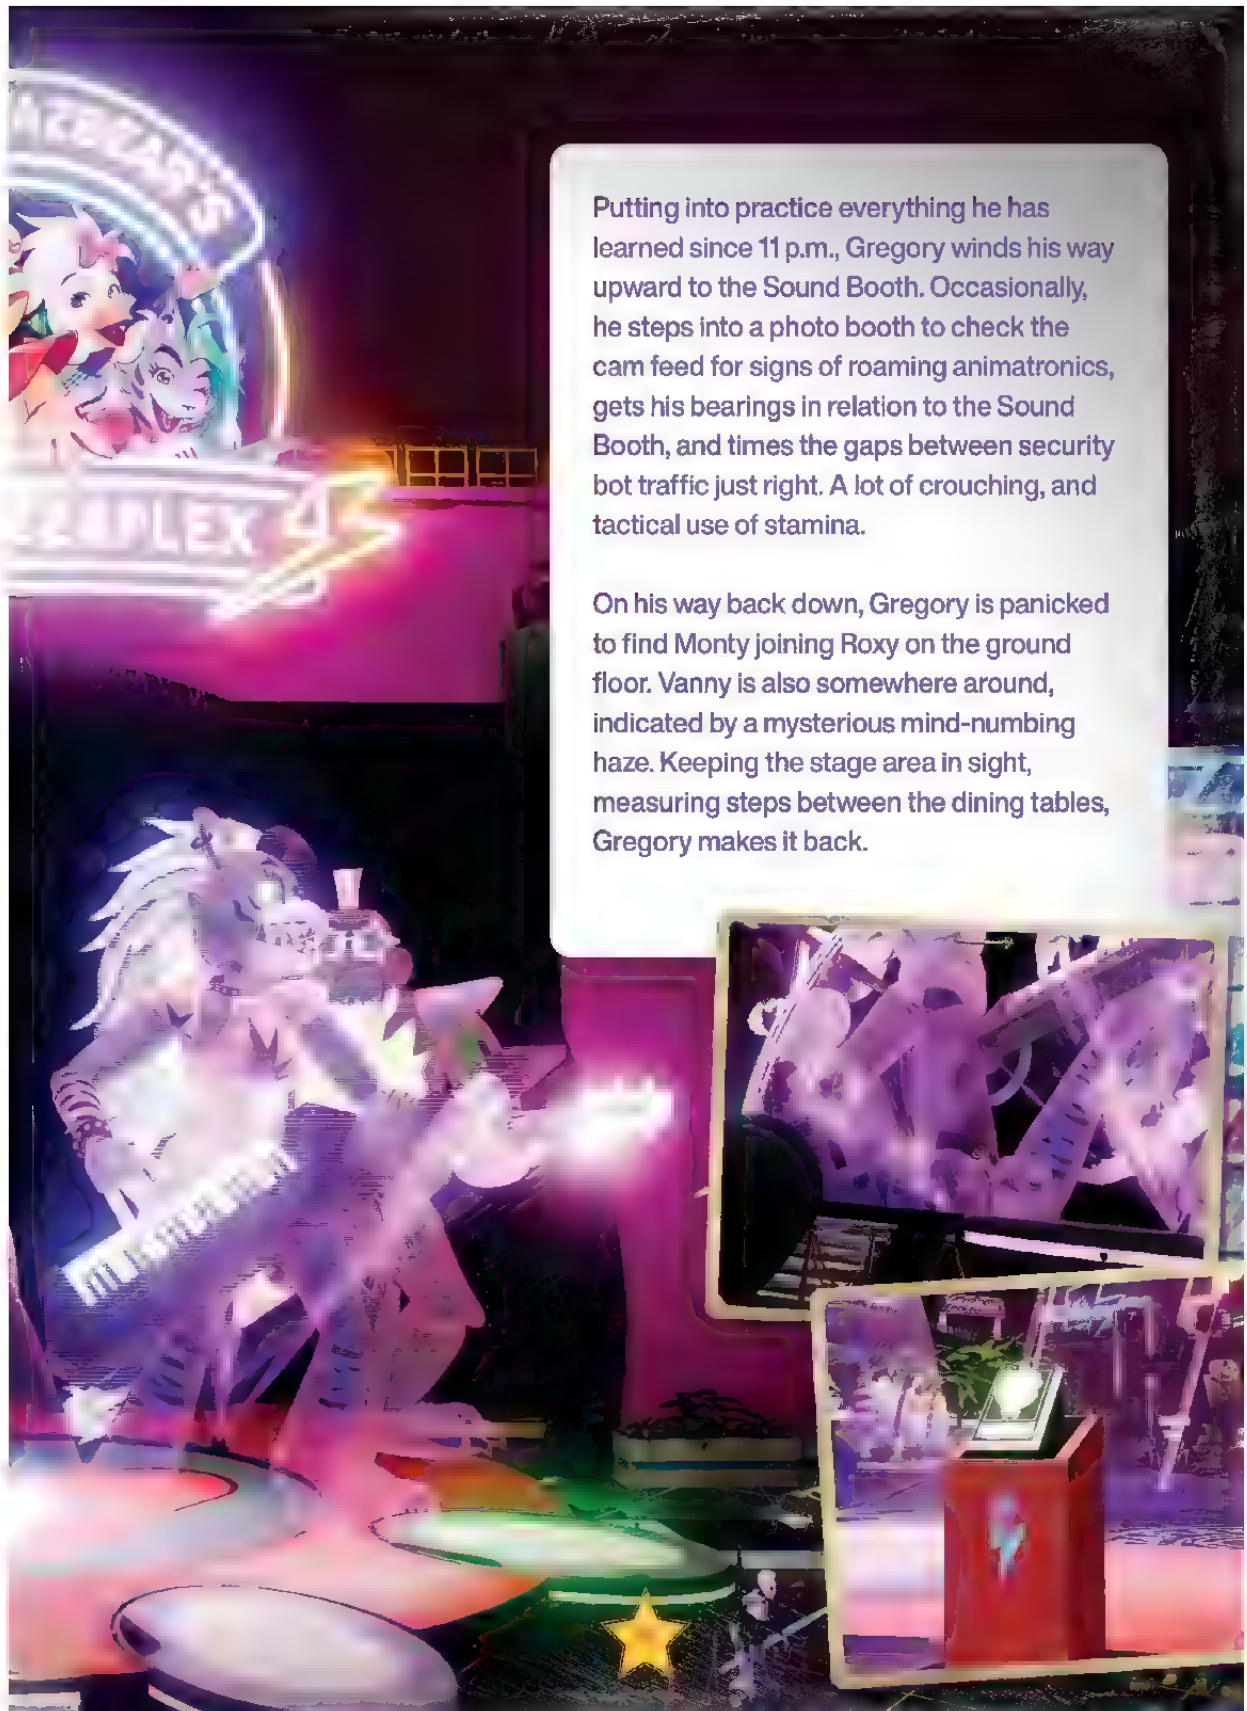 Putting into practice everything he has
learned since 11 p.m., Gregory winds his way
upward to the Sound Booth. Occasionally,
he steps into a photo booth to check the
cam feed for signs of roaming animatronics,
gets his bearings in relation to the Sound
Booth, and times the gaps between security
bot traffic just right. A lot of crouching, and
tactical use of stamina.
On his way back down, Gregory is panicked
to find Monty joining Roxy on the ground
floor. Vanny is also somewhere around,
indicated by a mysterious mind-numbing
haze. Keeping the stage area in sight,
measuring steps between the dining tables,
Gregory makes it back.